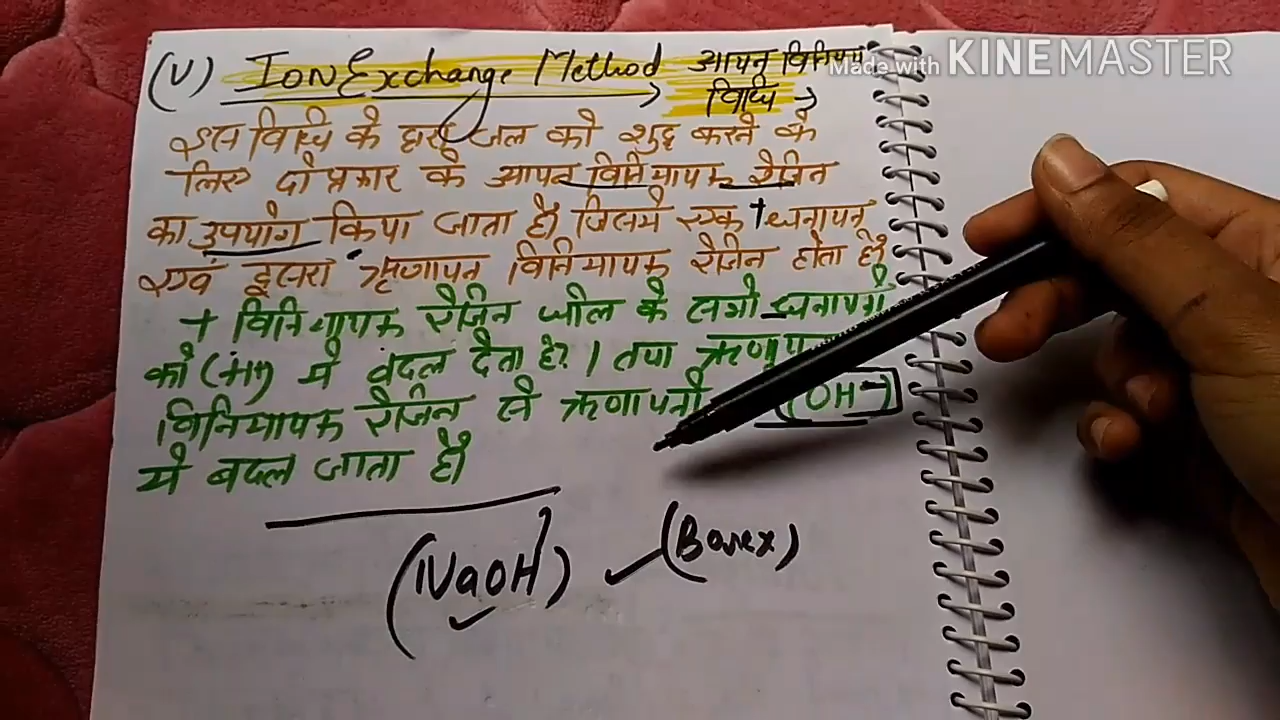 (V) Ion Exchange Method आयन विनिमय
विधि →
Made with KINEMASTER
इस विधि के द्वारा जल को शुद्ध करने के
लिए दो प्रकार के आयन विनिमायक रेजिन
का उपयोग किया जाता है। जिसमे एक + धनायन
एवं दूसरा ऋणायन विनिमायक रेजिन होता है।
+ विनिमायक रेजिन घोल के सभी धनायनों
को (H+) मे बदल देता है। तथा
विनिमायक रेजिन से ऋणायनो (OH-)
मे बदल जाता है।
(NaOH) (Borex)